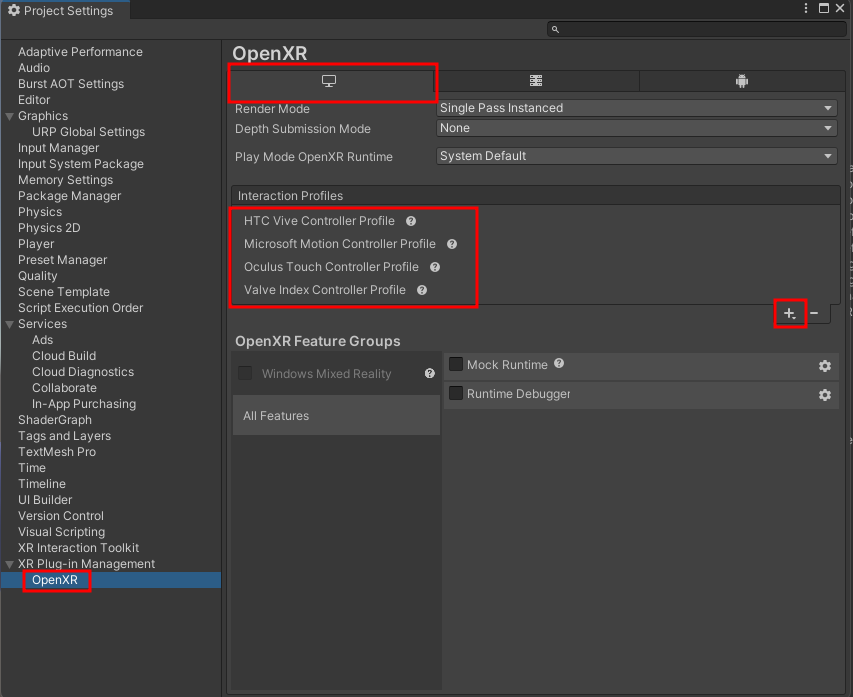 Project Settings
Adaptive Performance
Audio
Burst AOT Settings
Editor
Graphics
URP Global Settings
Input Manager
Input System Package
Memory Settings
Package Manager
Physics
Physics 2D
Player
Preset Manager
Quality
Scene Template
Script Execution Order
Services
Ads
Cloud Build
Cloud Diagnostics
Collaborate
In-App Purchasing
ShaderGraph
Tags and Layers
TextMesh Pro
Time
Timeline
UI Builder
Version Control
Visual Scripting
XR Interaction Toolkit
XR Plug-in Management
OpenXR
OpenXR
Render Mode Single Pass Instanced
Depth Submission Mode None
Play Mode OpenXR Runtime System Default
Interaction Profiles
HTC Vive Controller Profile
Microsoft Motion Controller Profile
Oculus Touch Controller Profile
Valve Index Controller Profile
OpenXR Feature Groups
Windows Mixed Reality
All Features
Mock Runtime
Runtime Debugger